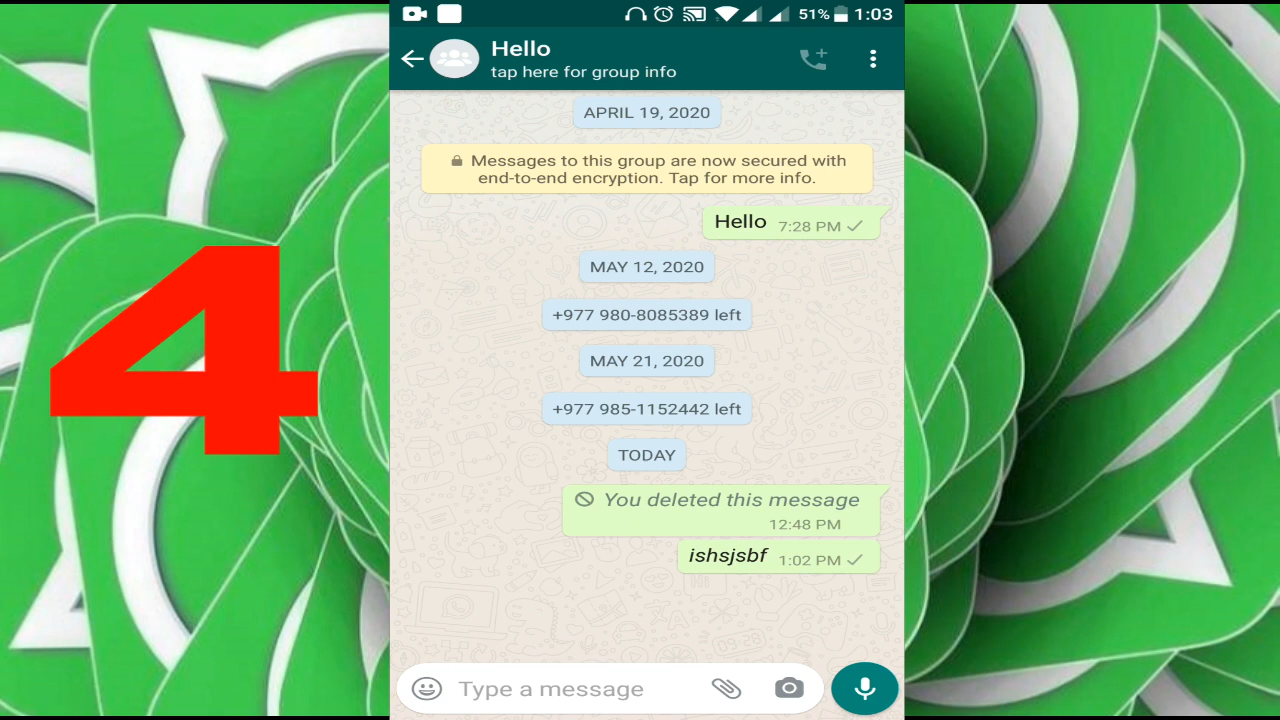 51% 1:03
Hello
tap here for group info
APRIL 19, 2020
Messages to this group are now secured with
end-to-end encryption. Tap for more info.
Hello 7:28 PM
MAY 12, 2020
+977 980-8085389 left
4
MAY 21, 2020
+977 985-1152442 left
TODAY
You deleted this message
12:48 PM
ishsjsbf 1:02 PM
Type a message